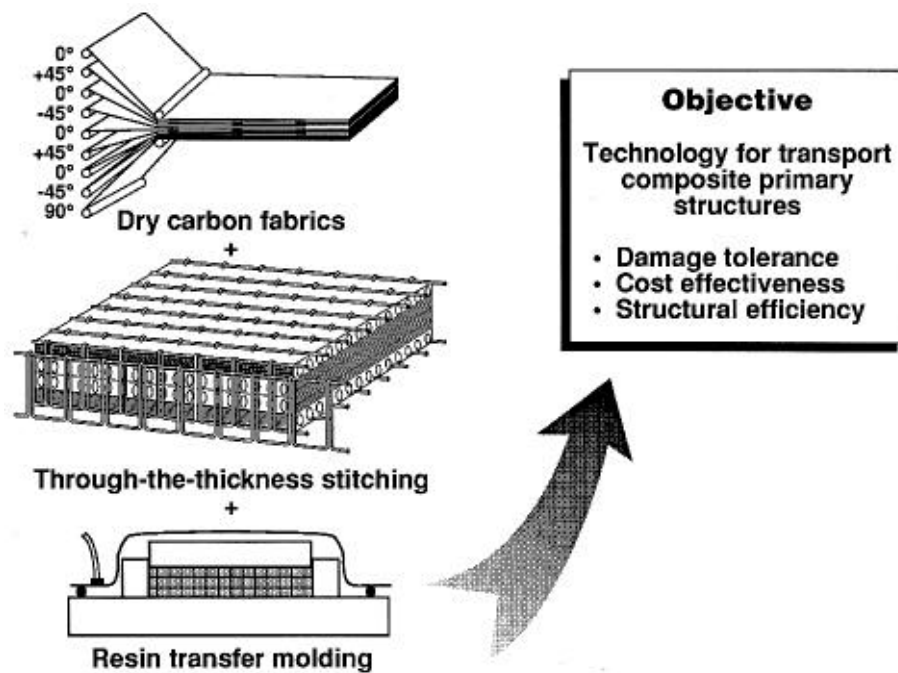 0°
+45°
0°
-45°
0°
+45°
0°
-45°
90°
Dry carbon fabrics
+
Through-the-thickness stitching
+
Resin transfer molding
Objective
Technology for transport
composite primary
structures
• Damage tolerance
• Cost effectiveness
• Structural efficiency